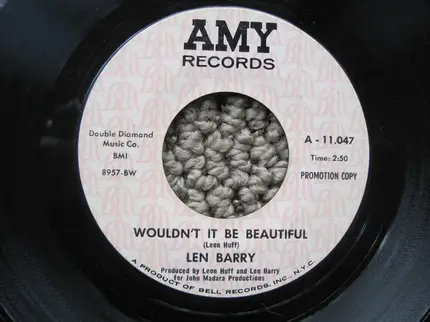 AMY
RECORDS
Double Diamond
Music Co.
BMI
8957-BW
A - 11.047
Time: 2:50
PROMOTION COPY
WOULDN'T IT BE BEAUTIFUL
(Leon Huff)
LEN BARRY
Produced by Leon Huff and Len Barry
for John Madara Productions
A PRODUCT OF BELL RECORDS, INC., N.Y.C.